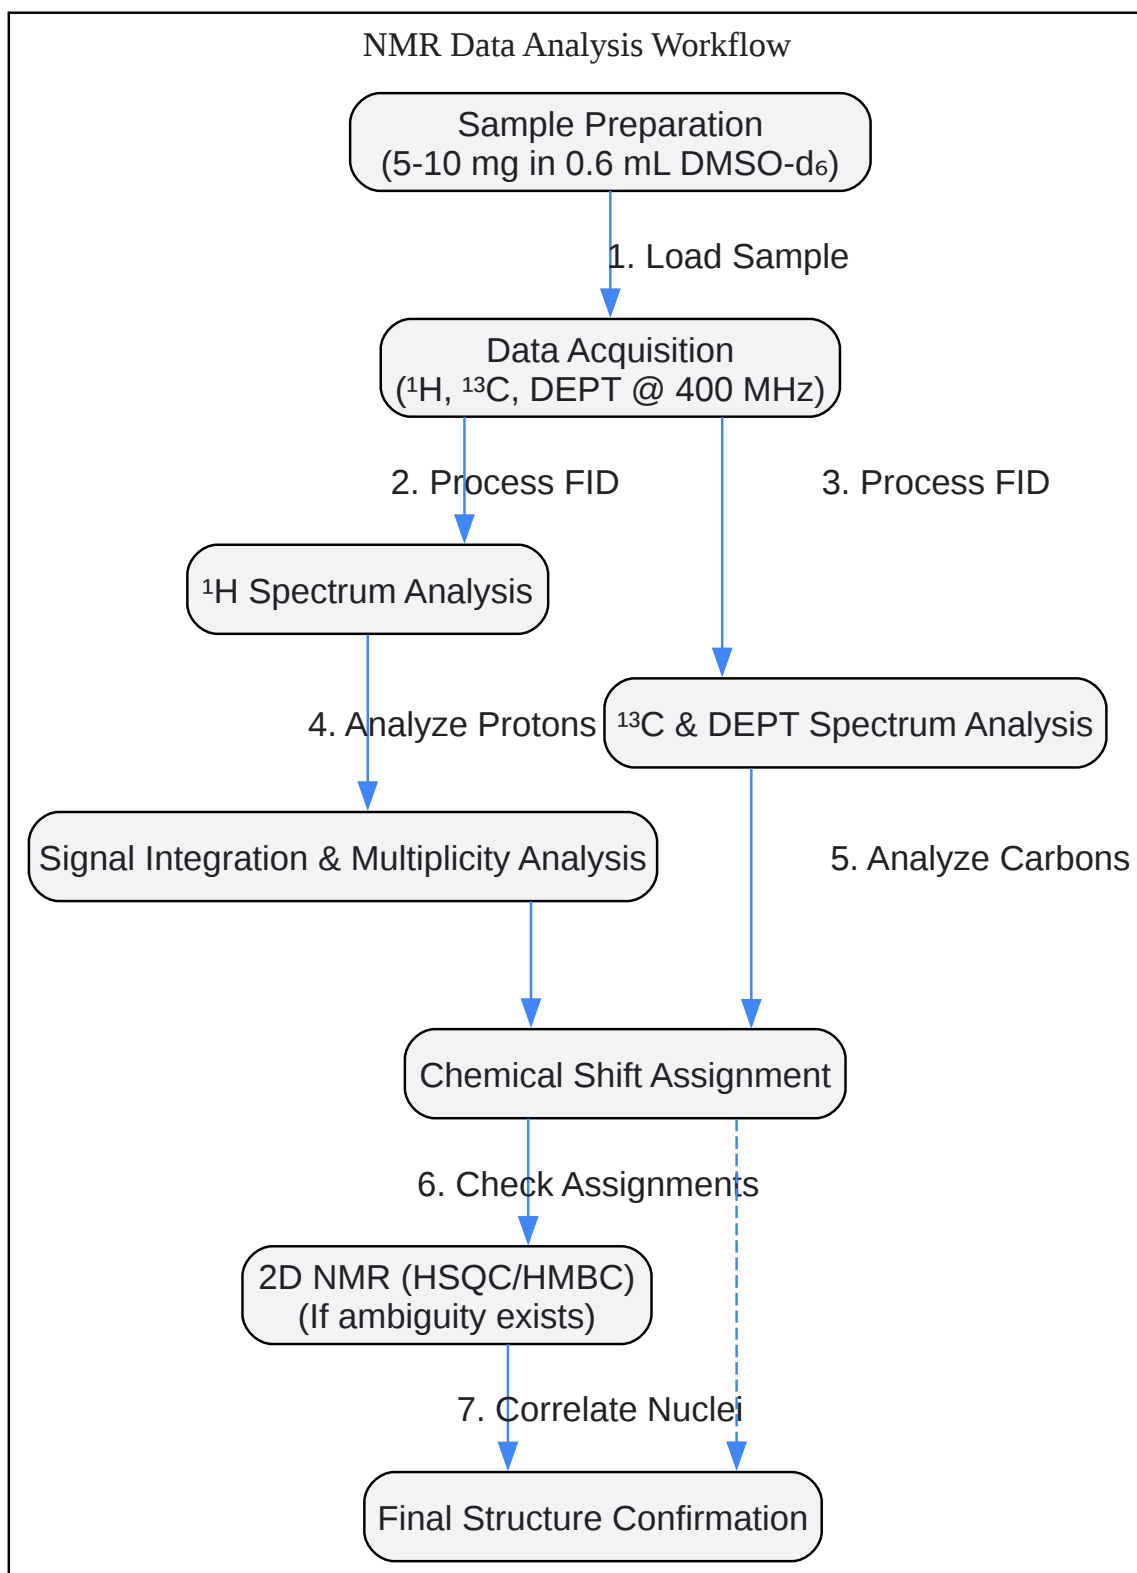 NMR Data Analysis Workflow
Sample Preparation
(5-10 mg in 0.6 mL DMSO-d₆)
1. Load Sample
Data Acquisition
(¹H, ¹³C, DEPT @ 400 MHz)
2. Process FID
3. Process FID
¹H Spectrum Analysis
4. Analyze Protons
¹³C & DEPT Spectrum Analysis
Signal Integration & Multiplicity Analysis
5. Analyze Carbons
Chemical Shift Assignment
6. Check Assignments
2D NMR (HSQC/HMBC)
(If ambiguity exists)
7. Correlate Nuclei
Final Structure Confirmation